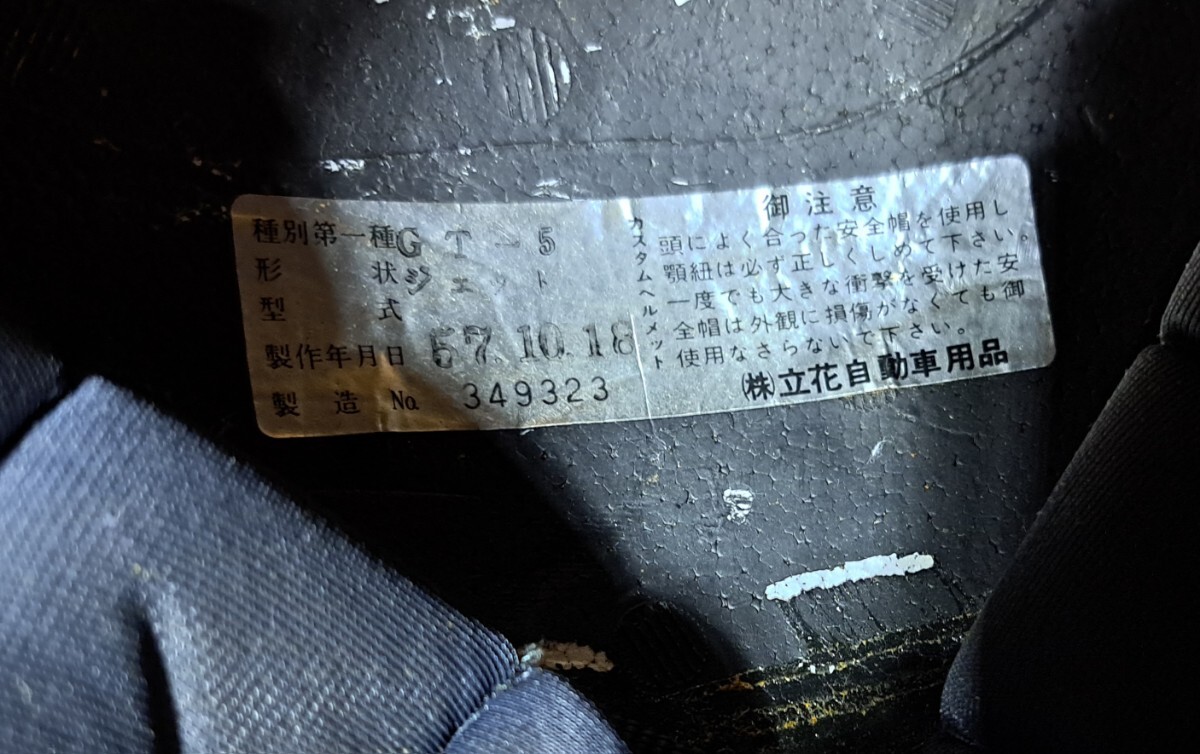 種別第一種GT-5
形状ジェット
型式
製作年月日 57.10.18
製造 No. 349323
カスタムヘルメット
御注意
頭によく合った安全帽を使用し
顎紐は必ず正しくしめて下さい。
一度でも大きな衝撃を受けた安
全帽は外観に損傷がなくても御
使用なさらないで下さい。
㈱立花自動車用品